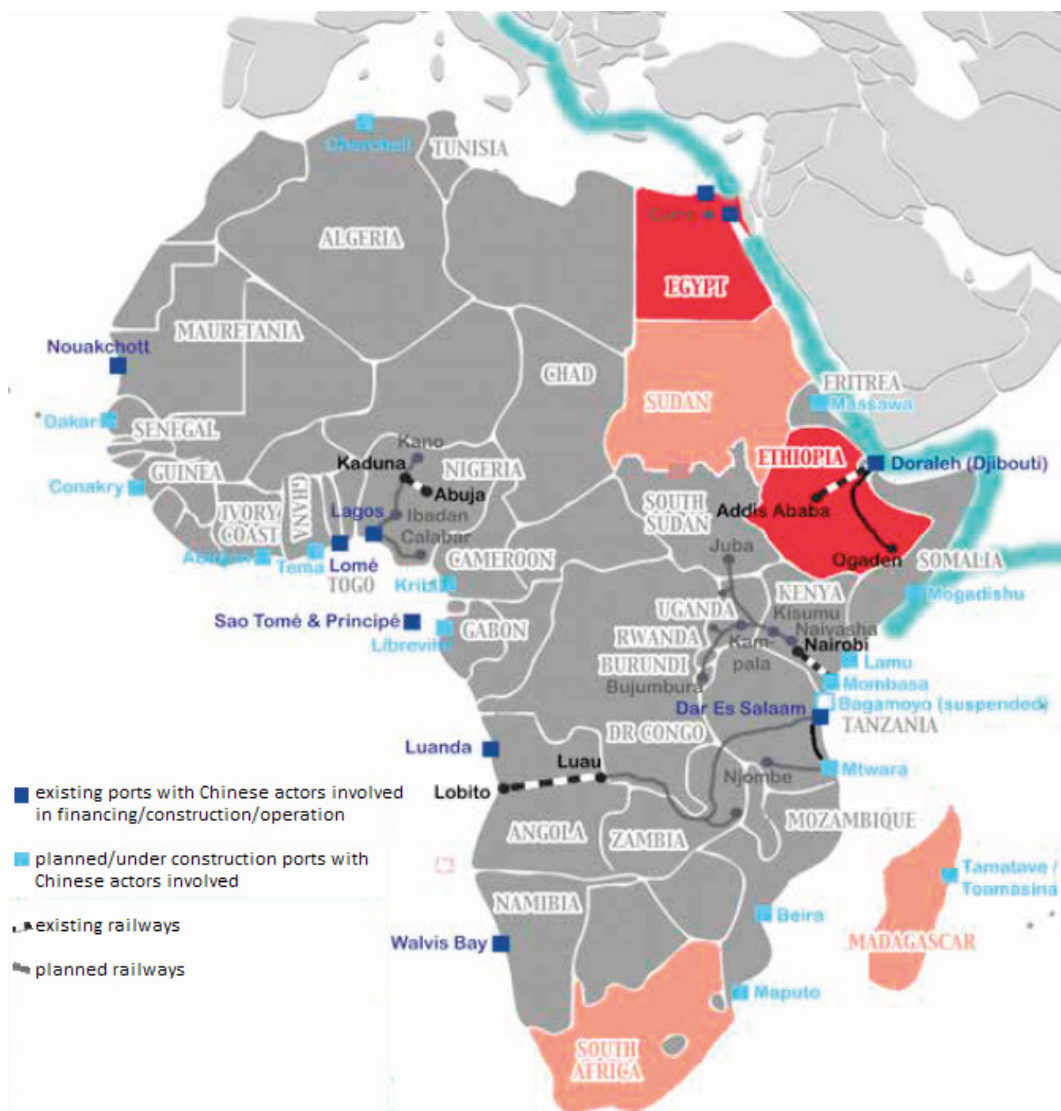 Cherchell
TUNISIA
ALGERIA
Cairo
EGYPT
MAURETANIA
Nouakchott
CHAD
ERITREA
Massawa
SUDAN
Dakar
SENEGAL
Kano
ETHIOPIA
Doraleh (Djibouti)
GUINEA
Kaduna
NIGERIA
Conakry
Abuja
SOUTH
SUDAN
Addis Ababa
IVORY
COAST
GHANA
Lagos
Ibadan
Calabar
Juba
Ogaden
SOMALIA
Abidjan
Tema
Lomé
TOGO
CAMEROON
Kribi
KENYA
Mogadishu
UGANDA
Kisumu
Sao Tomé & Principé
GABON
RWANDA
Naivasha
Libreville
Kam-
pala
Nairobi
BURUNDI
Lamu
Bujumbura
Mombasa
Dar Es Salaam
Bagamoyo (suspended)
TANZANIA
DR CONGO
Luanda
Luau
Njombe
Mtwara
Lobito
existing ports with Chinese actors involved
in financing/construction/operation
ANGOLA
ZAMBIA
MOZAMBIQUE
planned/under construction ports with
Chinese actors involved
Tamatave /
Toamasina
NAMIBIA
Beira
existing railways
Walvis Bay
MADAGASCAR
planned railways
Maputo
SOUTH
AFRICA